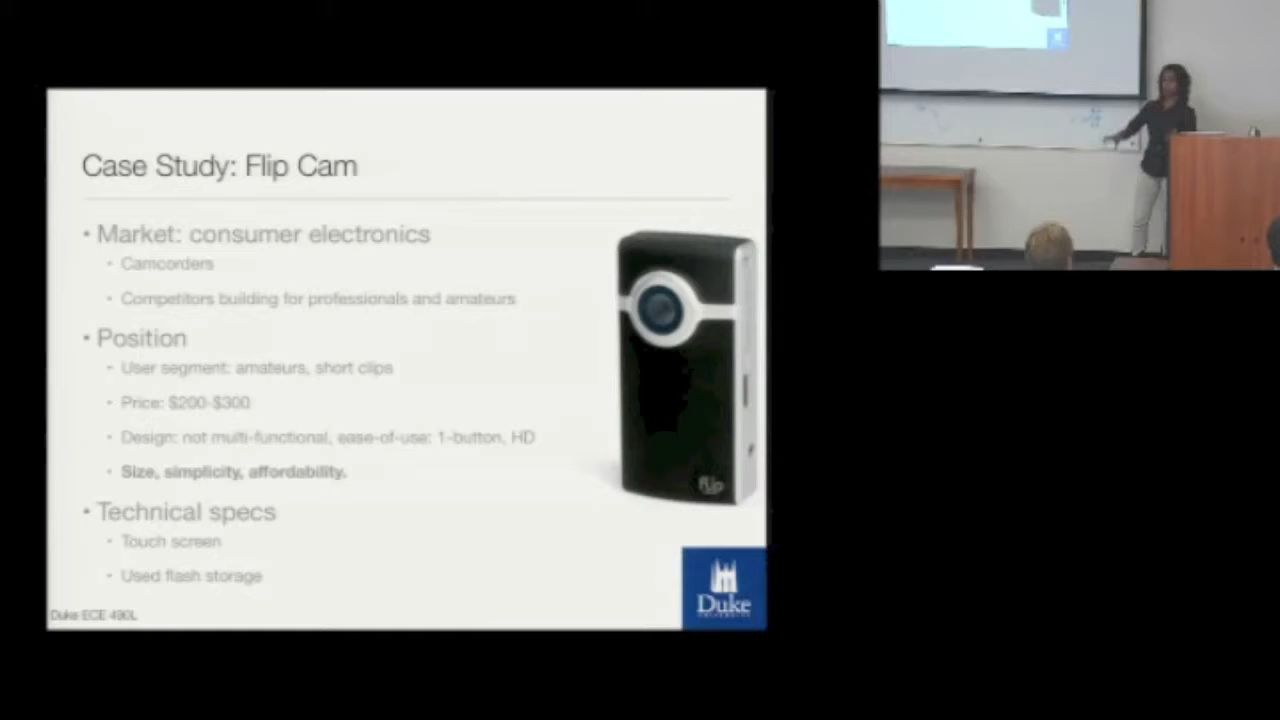 Case Study: Flip Cam
• Market: consumer electronics
• Camcorders
• Competitors building for professionals and amateurs
• Position
• User segment: amateurs, short clips
• Price: $200-$300
• Design: not multi-functional, ease-of-use: 1-button, HD
• Size, simplicity, affordability.
• Technical specs
• Touch screen
• Used flash storage
flip
Duke
UNIVERSITY
Duke ECE 490L